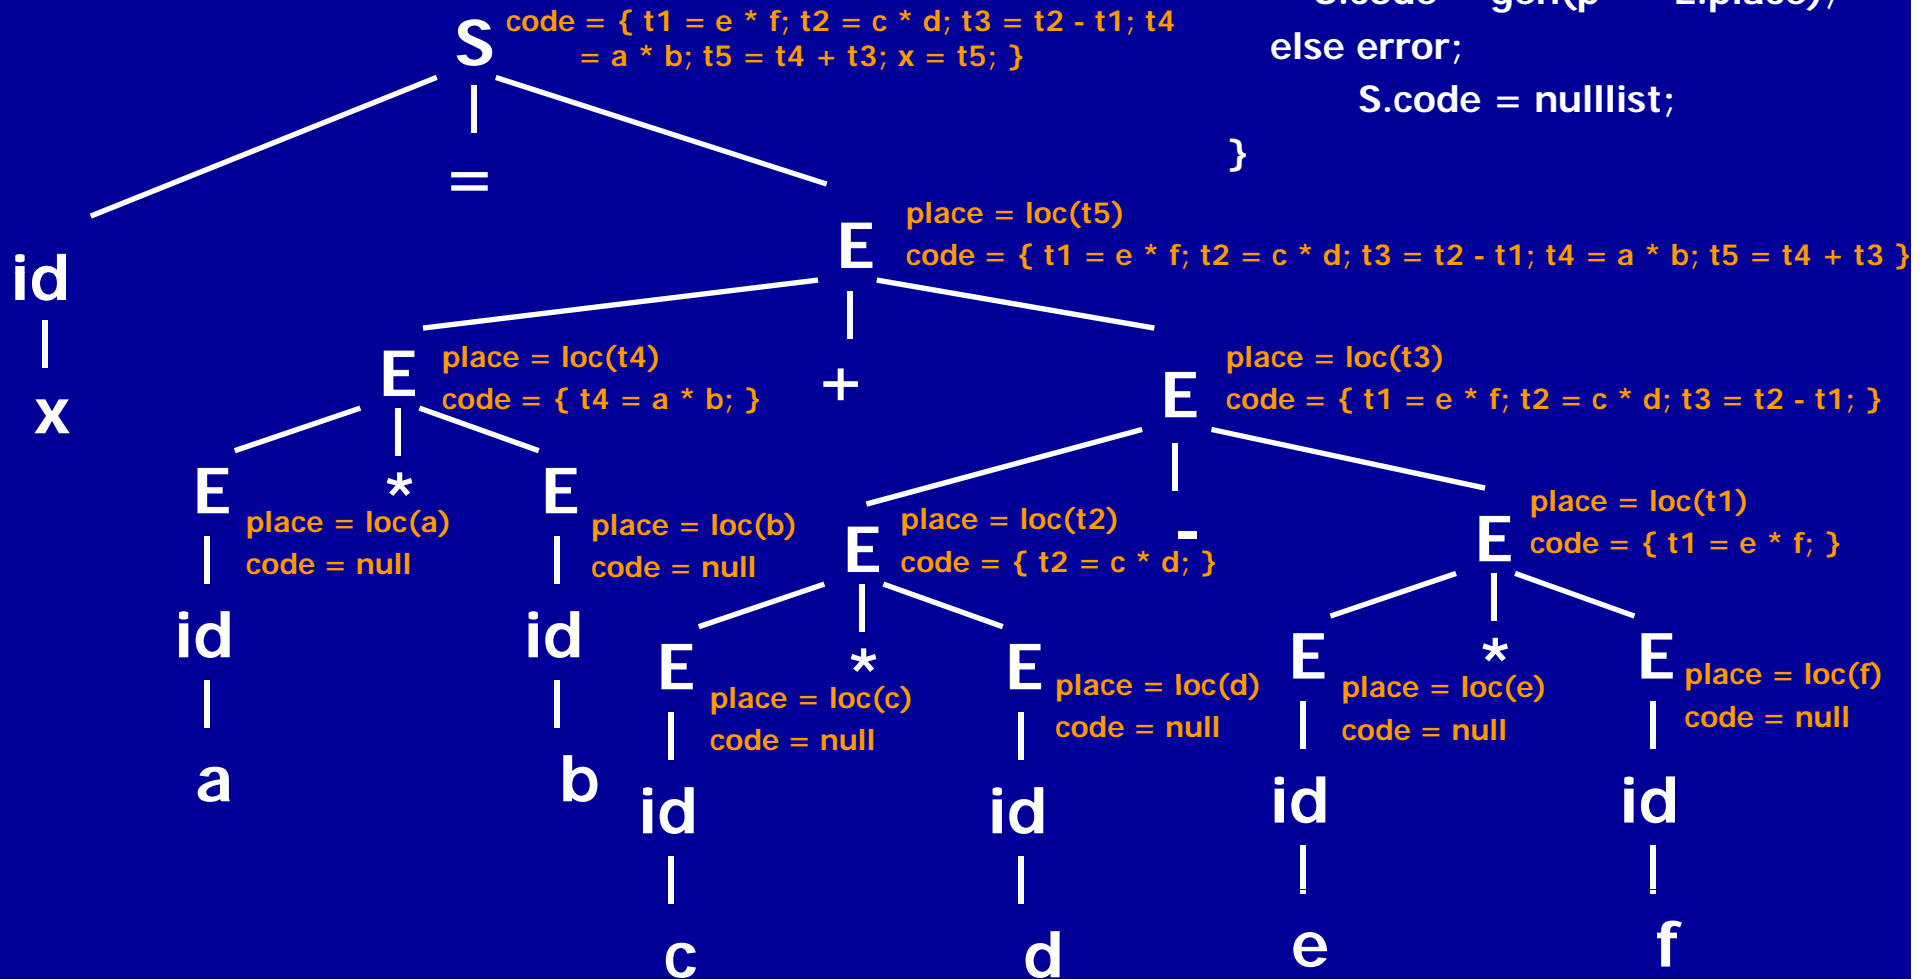 S.code gen(p E.place);
code = { t1 = e * f; t2 = c * d; t3 = t2 - t1; t4
S
= a * b; t5 = t4 + t3; x = t5; }
else error;
S.code = nulllist;
}
=
place = loc(t5)
E
code = { t1 = e * f; t2 = c * d; t3 = t2 - t1; t4 = a * b; t5 = t4 + t3 }
id
place = loc(t4)
E
code = { t4 = a * b; }
+
place = loc(t3)
E
code = { t1 = e * f; t2 = c * d; t3 = t2 - t1; }
x
E
place = loc(a)
code = null
*
E
place = loc(b)
code = null
place = loc(t2)
E
code = { t2 = c * d; }
-
place = loc(t1)
E
code = { t1 = e * f; }
id
id
E
place = loc(c)
code = null
*
E
place = loc(d)
code = null
E
place = loc(e)
code = null
*
E
place = loc(f)
code = null
a
b
id
id
id
id
c
d
e
f